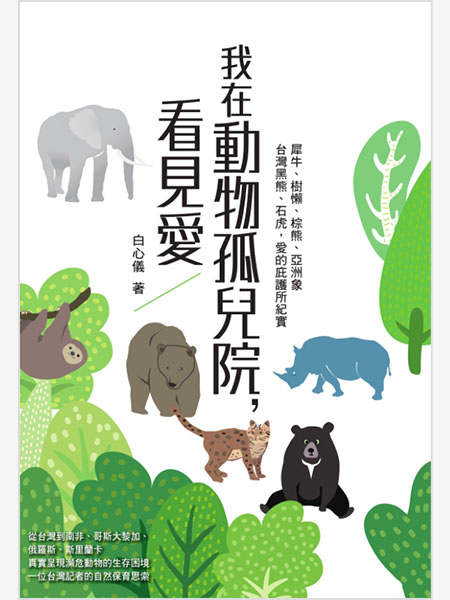 我在動物孤兒院，
看見愛
犀牛、樹懶、棕熊、亞洲象
台灣黑熊、石虎，愛的庇護所紀實
白心儀 著
從台灣到南非、哥斯大黎加、
俄羅斯、斯里蘭卡
真實呈現瀕危動物的生存困境
一位台灣記者的自然保育思索